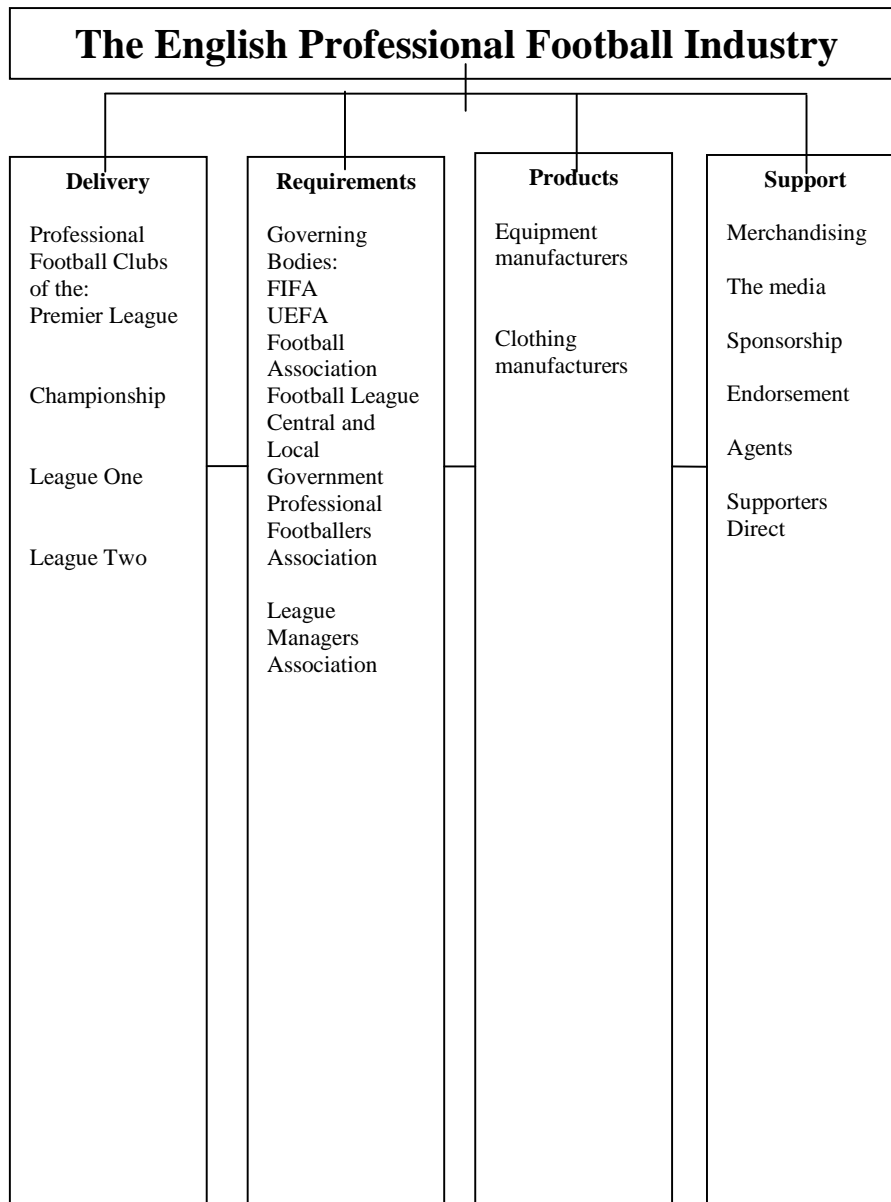 The English Professional Football Industry
Delivery
Professional
Football Clubs
of the:
Premier League
Championship
League One
League Two
Requirements
Governing
Bodies:
FIFA
UEFA
Football
Association
Football League
Central and
Local
Government
Professional
Footballers
Association
League
Managers
Association
Products
Equipment
manufacturers
Clothing
manufacturers
Support
Merchandising
The media
Sponsorship
Endorsement
Agents
Supporters
Direct